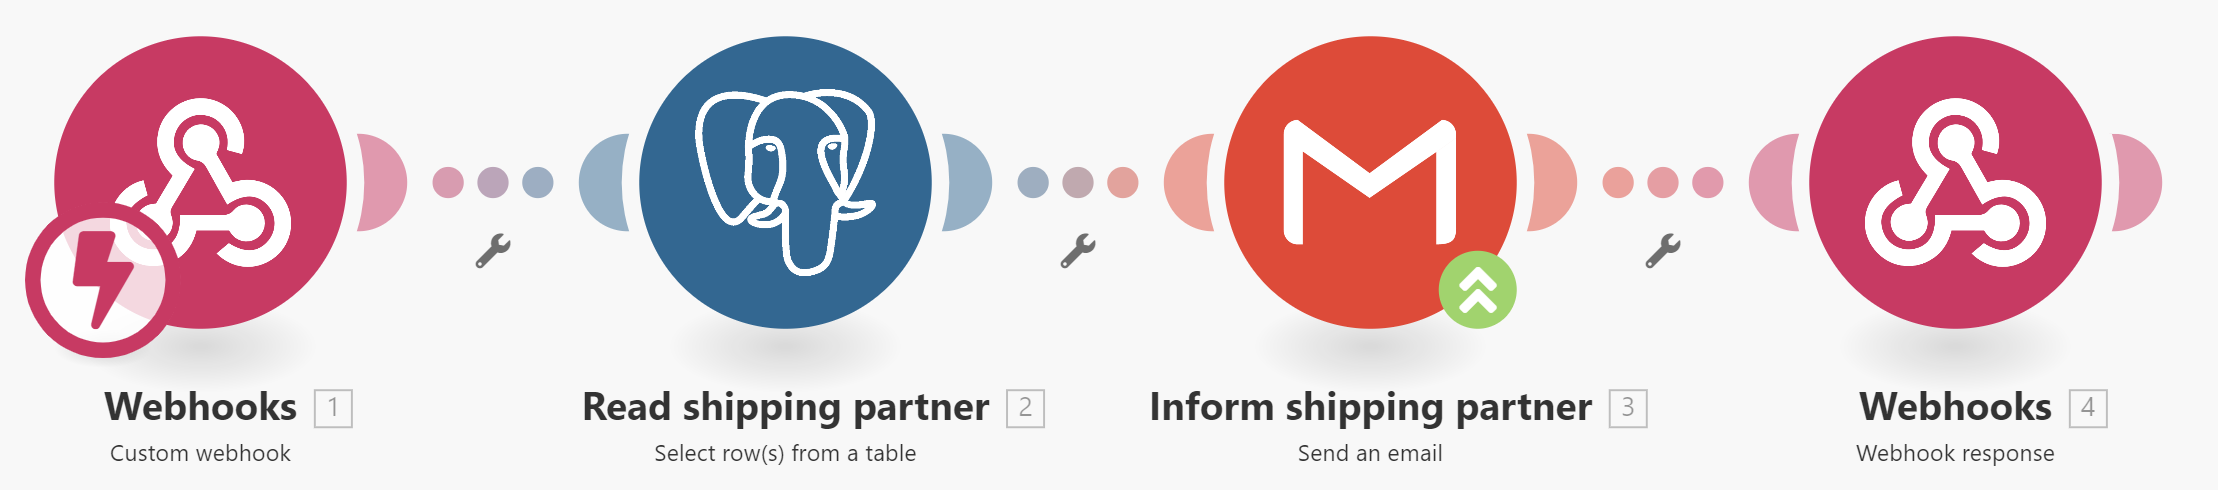 Webhooks 1
Custom webhook
Read shipping partner 2
Select row(s) from a table
Inform shipping partner 3
Send an email
Webhooks 4
Webhook response